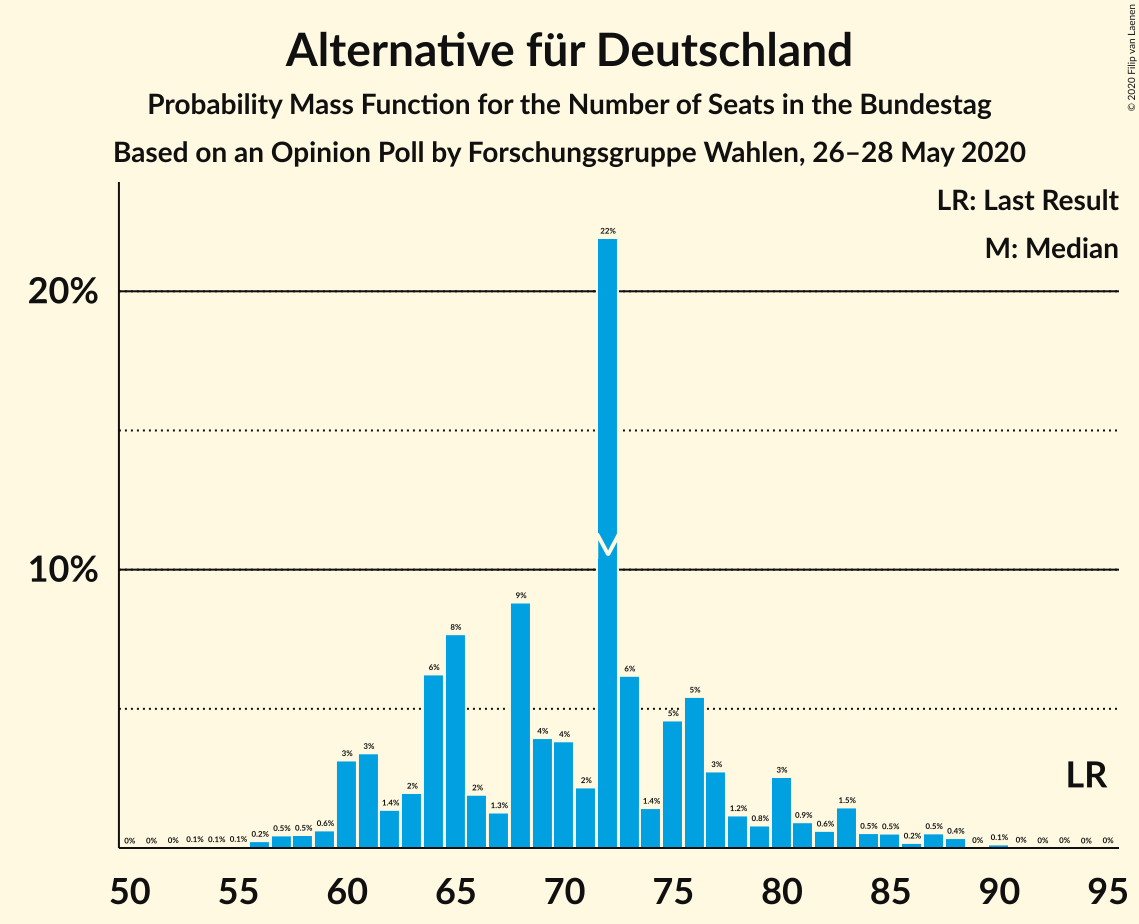 Alternative für Deutschland
Probability Mass Function for the Number of Seats in the Bundestag
Based on an Opinion Poll by Forschungsgruppe Wahlen, 26–28 May 2020
© 2020 Filip van Laenen
LR: Last Result
M: Median
20%
10%
0% 0% 0% 0.1% 0.1% 0.1% 0.2% 0.5% 0.5% 0.6% 3% 3% 1.4% 2% 6% 8% 2% 1.3% 9% 4% 4% 2% 22% 6% 1.4% 5% 5% 3% 1.2% 0.8% 3% 0.9% 0.6% 1.5% 0.5% 0.5% 0.2% 0.5% 0.4% 0% 0.1% 0% 0% 0% 0% 0%
M
LR
50 55 60 65 70 75 80 85 90 95